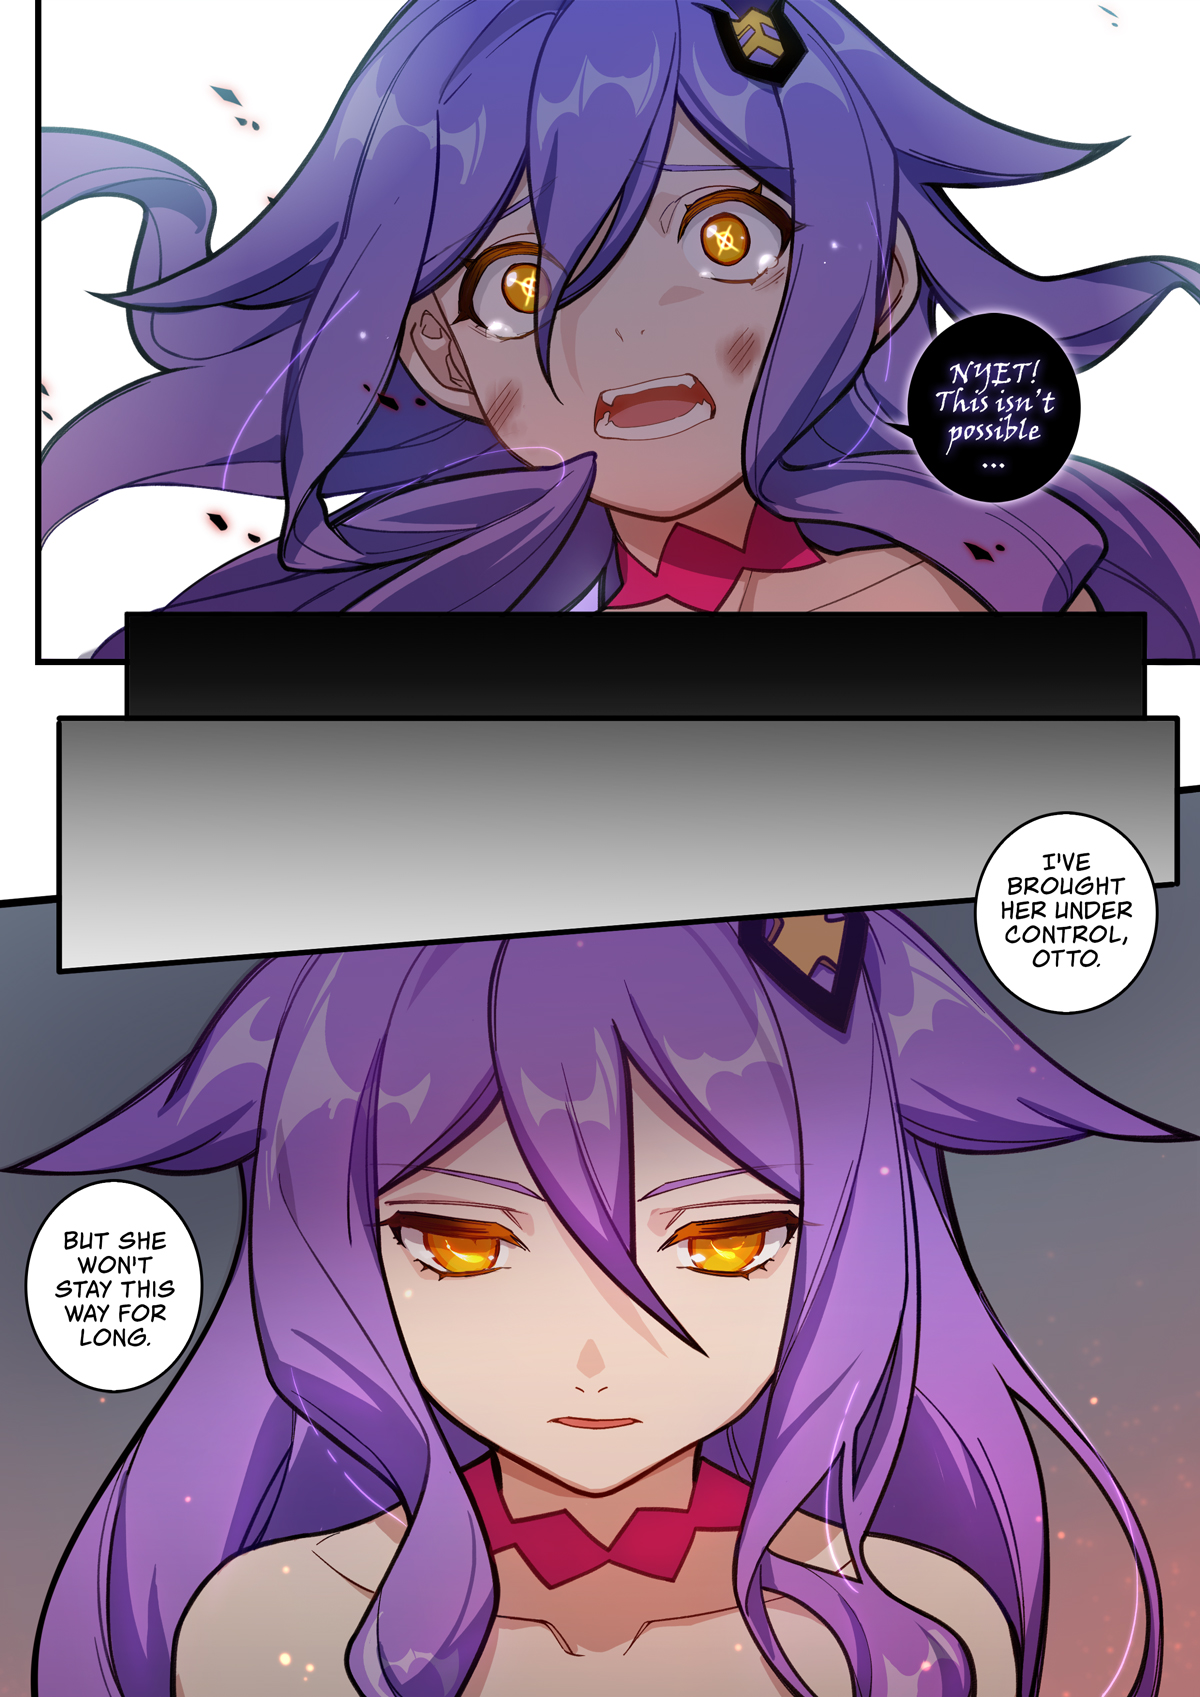 NYET!
This isn't
possible
...
I'VE
BROUGHT
HER UNDER
CONTROL,
OTTO.
BUT SHE
WON'T
STAY THIS
WAY FOR
LONG.